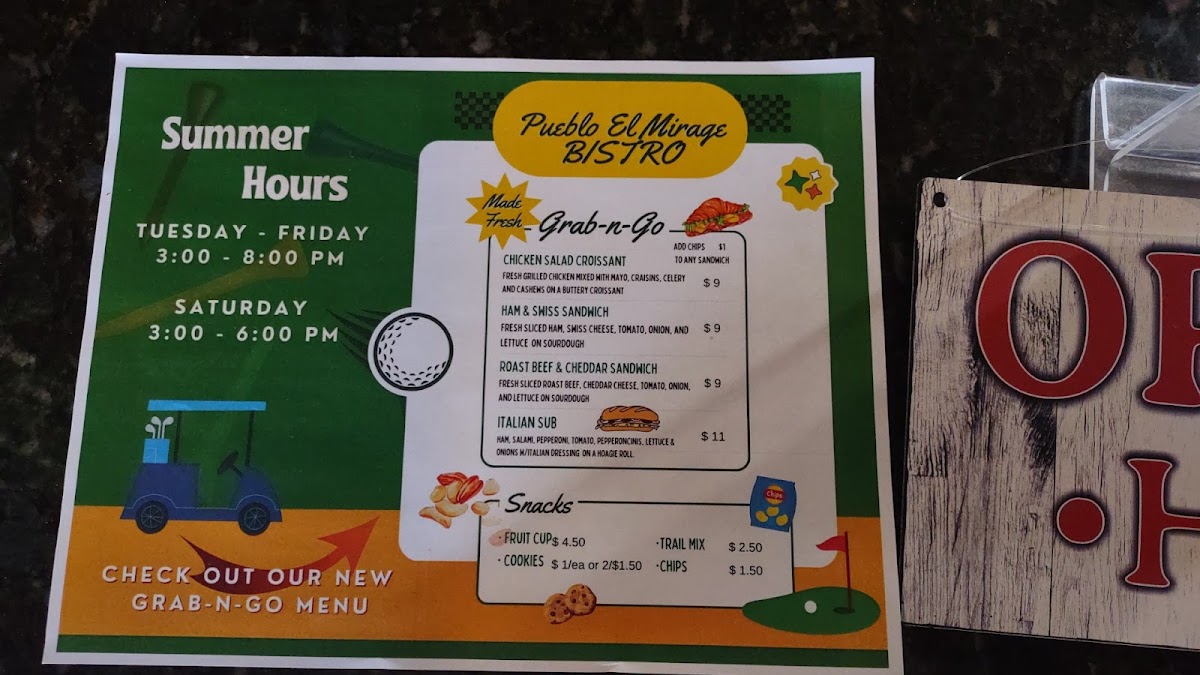 Summer
Hours
TUESDAY - FRIDAY
3:00 - 8:00 PM
SATURDAY
3:00 - 6:00 PM
CHECK OUT OUR NEW
GRAB-N-GO MENU
Pueblo El Mirage
BISTRO
Made
Fresh
Grab-n-Go
ADD CHIPS $1
TO ANY SANDWICH
CHICKEN SALAD CROISSANT
FRESH GRILLED CHICKEN MIXED WITH MAYO, CRAISINS, CELERY
AND CASHEWS ON A BUTTERY CROISSANT
$ 9
HAM & SWISS SANDWICH
FRESH SLICED HAM, SWISS CHEESE, TOMATO, ONION, AND
LETTUCE ON SOURDOUGH
$ 9
ROAST BEEF & CHEDDAR SANDWICH
FRESH SLICED ROAST BEEF, CHEDDAR CHEESE, TOMATO, ONION,
AND LETTUCE ON SOURDOUGH
$ 9
ITALIAN SUB
HAM, SALAMI, PEPPERONI, TOMATO, PEPPERONCINIS, LETTUCE &
ONIONS W/ITALIAN DRESSING ON A HOAGIE ROLL.
$ 11
Snacks
Chips
· FRUIT CUP $ 4.50
· COOKIES $ 1/ea or 2/$1.50
· TRAIL MIX $ 2.50
· CHIPS $ 1.50